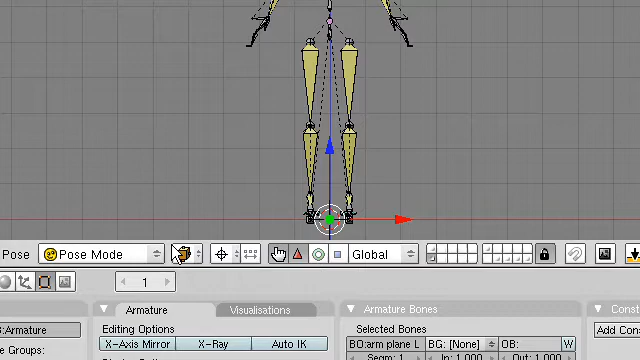 Pose
Pose Mode
Global
1
Armature
Visualisations
Armature Bones
B:Armature
Editing Options
Selected Bones
X-Axis Mirror
X-Ray
Auto IK
BO:arm plane L
BG: [None]
OB:
W
Add Cons
e Groups:
Segm: 1
In: 1.000
Out: 1.000